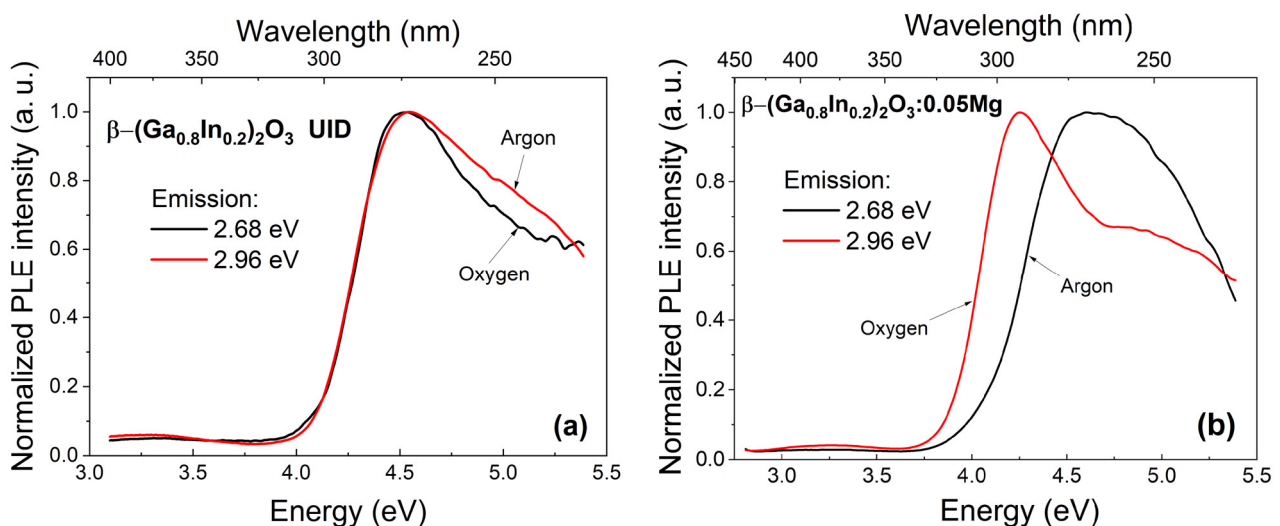 Wavelength (nm)
400 350 300 250
Normalized PLE intensity (a. u.)
1.0
0.8
0.6
0.4
0.2
0.0
β–(Ga0.8In0.2)2O3 UID
Emission:
2.68 eV
2.96 eV
Argon
Oxygen
(a)
3.0 3.5 4.0 4.5 5.0 5.5
Energy (eV)
Wavelength (nm)
450 400 350 300 250
Normalized PLE intensity (a. u.)
1.0
0.8
0.6
0.4
0.2
0.0
β–(Ga0.8In0.2)2O3:0.05Mg
Emission:
2.68 eV
2.96 eV
Oxygen
Argon
(b)
3.0 3.5 4.0 4.5 5.0 5.5
Energy (eV)